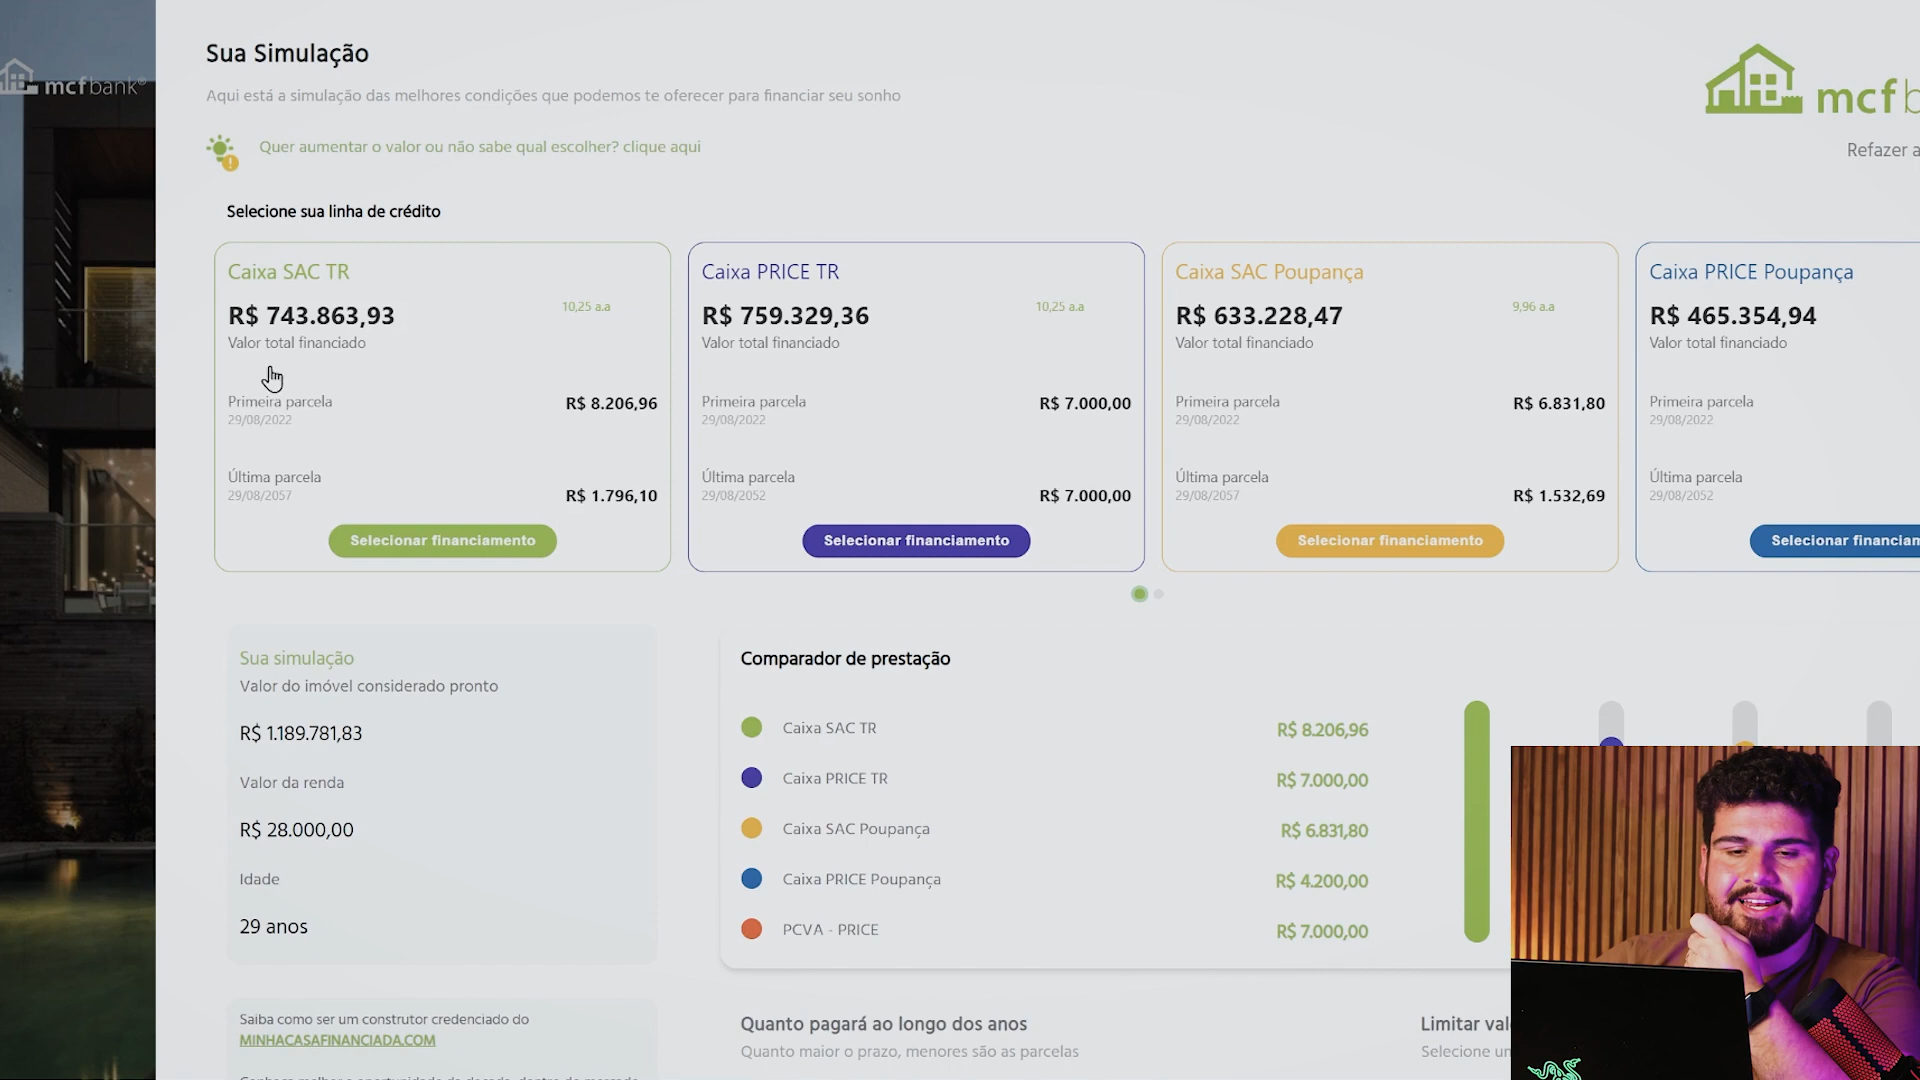 mcfbank®
Sua Simulação
Aqui está a simulação das melhores condições que podemos te oferecer para financiar seu sonho
Quer aumentar o valor ou não sabe qual escolher? clique aqui
mcf
Refazer a
Selecione sua linha de crédito
Caixa SAC TR
R$ 743.863,93
10,25 a.a
Valor total financiado
Primeira parcela
R$ 8.206,96
29/08/2022
Última parcela
R$ 1.796,10
29/08/2057
Selecionar financiamento
Caixa PRICE TR
R$ 759.329,36
10,25 a.a
Valor total financiado
Primeira parcela
R$ 7.000,00
29/08/2022
Última parcela
R$ 7.000,00
29/08/2052
Selecionar financiamento
Caixa SAC Poupança
R$ 633.228,47
9,96 a.a
Valor total financiado
Primeira parcela
R$ 6.831,80
29/08/2022
Última parcela
R$ 1.532,69
29/08/2057
Selecionar financiamento
Caixa PRICE Poupança
R$ 465.354,94
Valor total financiado
Primeira parcela
29/08/2022
Última parcela
29/08/2052
Selecionar financiam
Sua simulação
Valor do imóvel considerado pronto
R$ 1.189.781,83
Valor da renda
R$ 28.000,00
Idade
29 anos
Comparador de prestação
Caixa SAC TR R$ 8.206,96
Caixa PRICE TR R$ 7.000,00
Caixa SAC Poupança R$ 6.831,80
Caixa PRICE Poupança R$ 4.200,00
PCVA - PRICE R$ 7.000,00
Saiba como ser um construtor credenciado do
MINHACASAFINANCIADA.COM
Quanto pagará ao longo dos anos
Quanto maior o prazo, menores são as parcelas
Limitar val
Selecione un